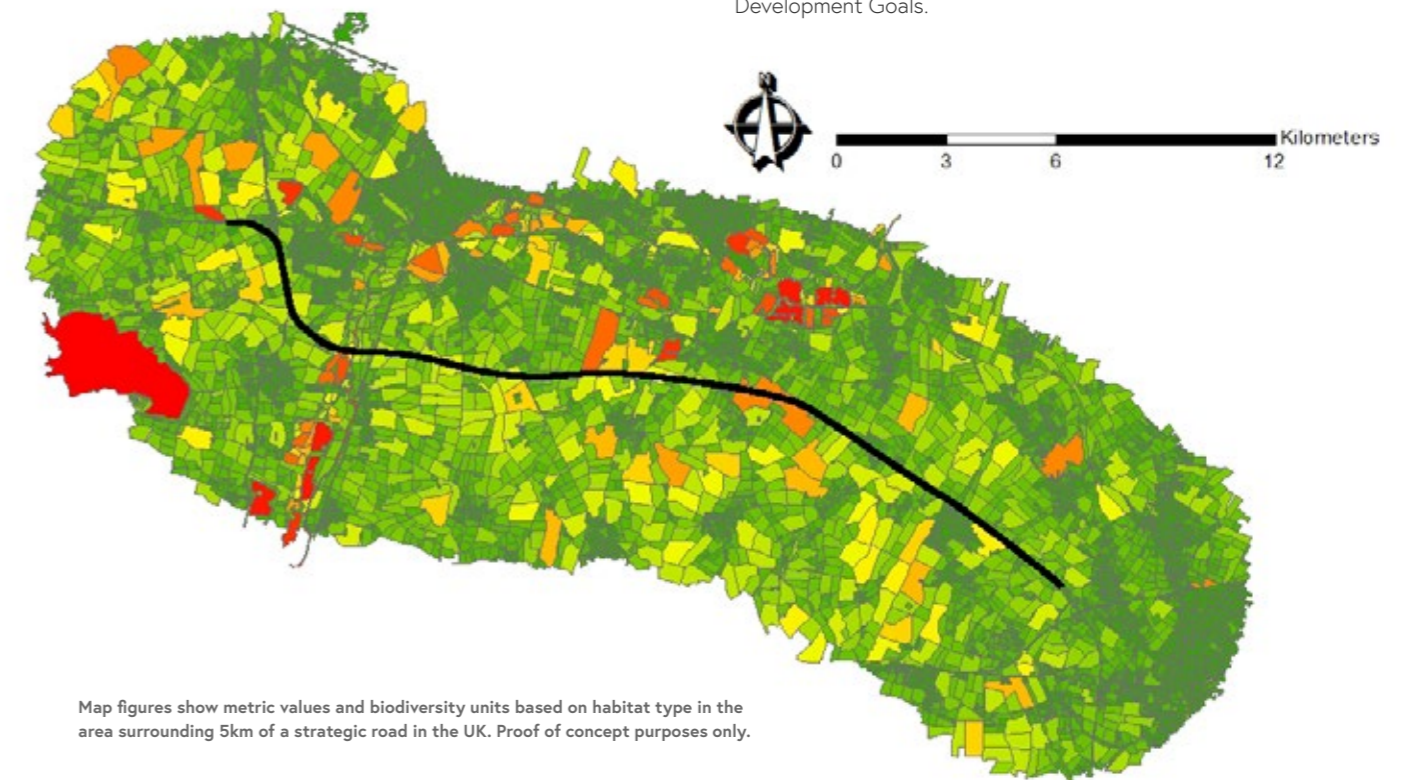 Development Goals.
N
Kilometers
0 3 6 12
Map figures show metric values and biodiversity units based on habitat type in the
area surrounding 5km of a strategic road in the UK. Proof of concept purposes only.